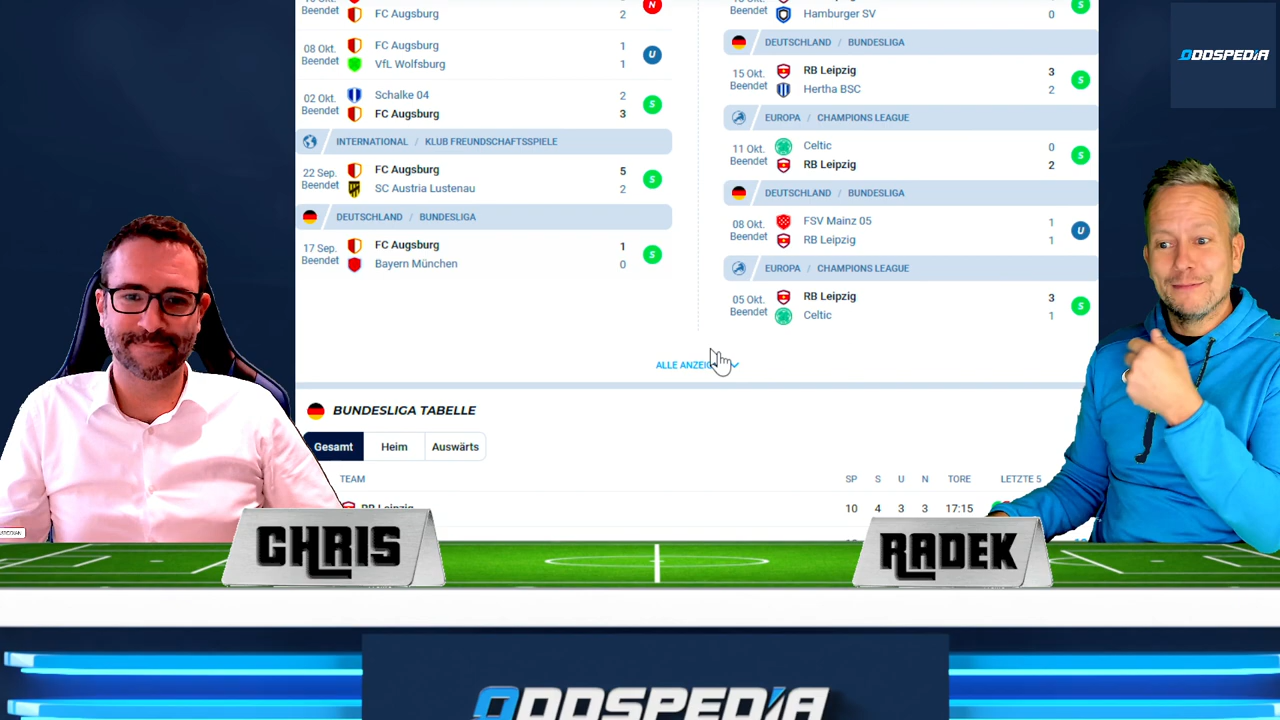 FC Augsburg 2 N
Beendet
08 Okt. FC Augsburg 1 U
Beendet VfL Wolfsburg 1
02 Okt. Schalke 04 2 S
Beendet FC Augsburg 3
INTERNATIONAL / KLUB FREUNDSCHAFTSSPIELE
22 Sep. FC Augsburg 5 S
Beendet SC Austria Lustenau 2
DEUTSCHLAND / BUNDESLIGA
17 Sep. FC Augsburg 1 S
Beendet Bayern München 0
Beendet Hamburger SV 0 S
DEUTSCHLAND / BUNDESLIGA
15 Okt. RB Leipzig 3 S
Beendet Hertha BSC 2
EUROPA / CHAMPIONS LEAGUE
11 Okt. Celtic 0 S
Beendet RB Leipzig 2
DEUTSCHLAND / BUNDESLIGA
08 Okt. FSV Mainz 05 1 U
Beendet RB Leipzig 1
EUROPA / CHAMPIONS LEAGUE
05 Okt. RB Leipzig 3 S
Beendet Celtic 1
ALLE
BUNDESLIGA TABELLE
Gesamt Heim Auswärts
TEAM SP S U N TORE LETZTE 5
RB Leipzig 10 4 3 3 17:15
ODDSPEDIA
CHRIS
RADEK
ODDSPEDIA